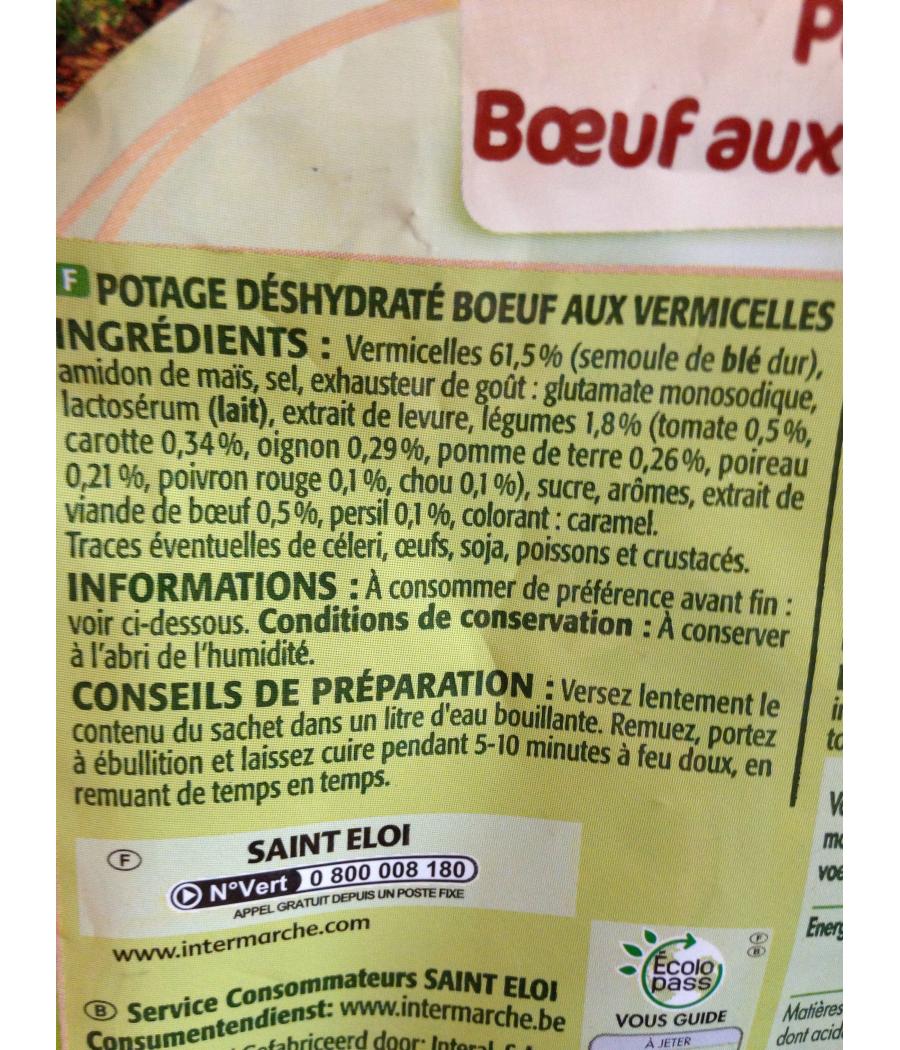 Bœuf aux
F POTAGE DÉSHYDRATÉ BOEUF AUX VERMICELLES
INGRÉDIENTS : Vermicelles 61,5% (semoule de blé dur),
amidon de maïs, sel, exhausteur de goût : glutamate monosodique,
lactosérum (lait), extrait de levure, légumes 1,8% (tomate 0,5%,
carotte 0,34%, oignon 0,29%, pomme de terre 0,26%, poireau
0,21 %, poivron rouge 0,1 %, chou 0,1 %), sucre, arômes, extrait de
viande de bœuf 0,5%, persil 0,1 %, colorant : caramel.
Traces éventuelles de céleri, œufs, soja, poissons et crustacés.
INFORMATIONS : À consommer de préférence avant fin :
voir ci-dessous. Conditions de conservation : À conserver
à l'abri de l'humidité.
CONSEILS DE PRÉPARATION : Versez lentement le
contenu du sachet dans un litre d'eau bouillante. Remuez, portez
à ébullition et laissez cuire pendant 5-10 minutes à feu doux, en
remuant de temps en temps.
F SAINT ELOI
N°Vert 0 800 008 180
APPEL GRATUIT DEPUIS UN POSTE FIXE
www.intermarche.com
B Service Consommateurs SAINT ELOI
Consumentendienst: www.intermarche.be
door:
Écolo
pass
F
B
VOUS GUIDE
À JETER
Matières